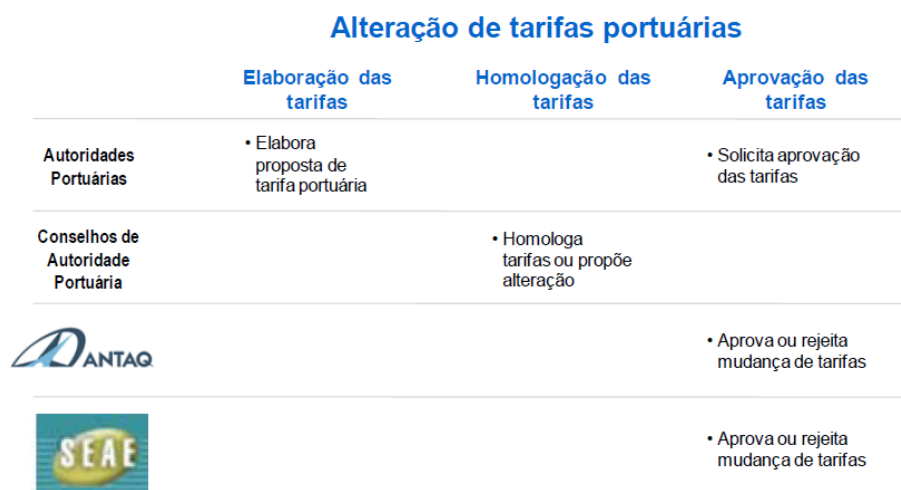 Alteração de tarifas portuárias
Elaboração das
tarifas
Homologação das
tarifas
Aprovação das
tarifas
Autoridades
Portuárias
• Elabora
proposta de
tarifa portuária
• Solicita aprovação
das tarifas
Conselhos de
Autoridade
Portuária
• Homologa
tarifas ou propõe
alteração
ANTAQ
• Aprova ou rejeita
mudança de tarifas
SEAE
• Aprova ou rejeita
mudança de tarifas